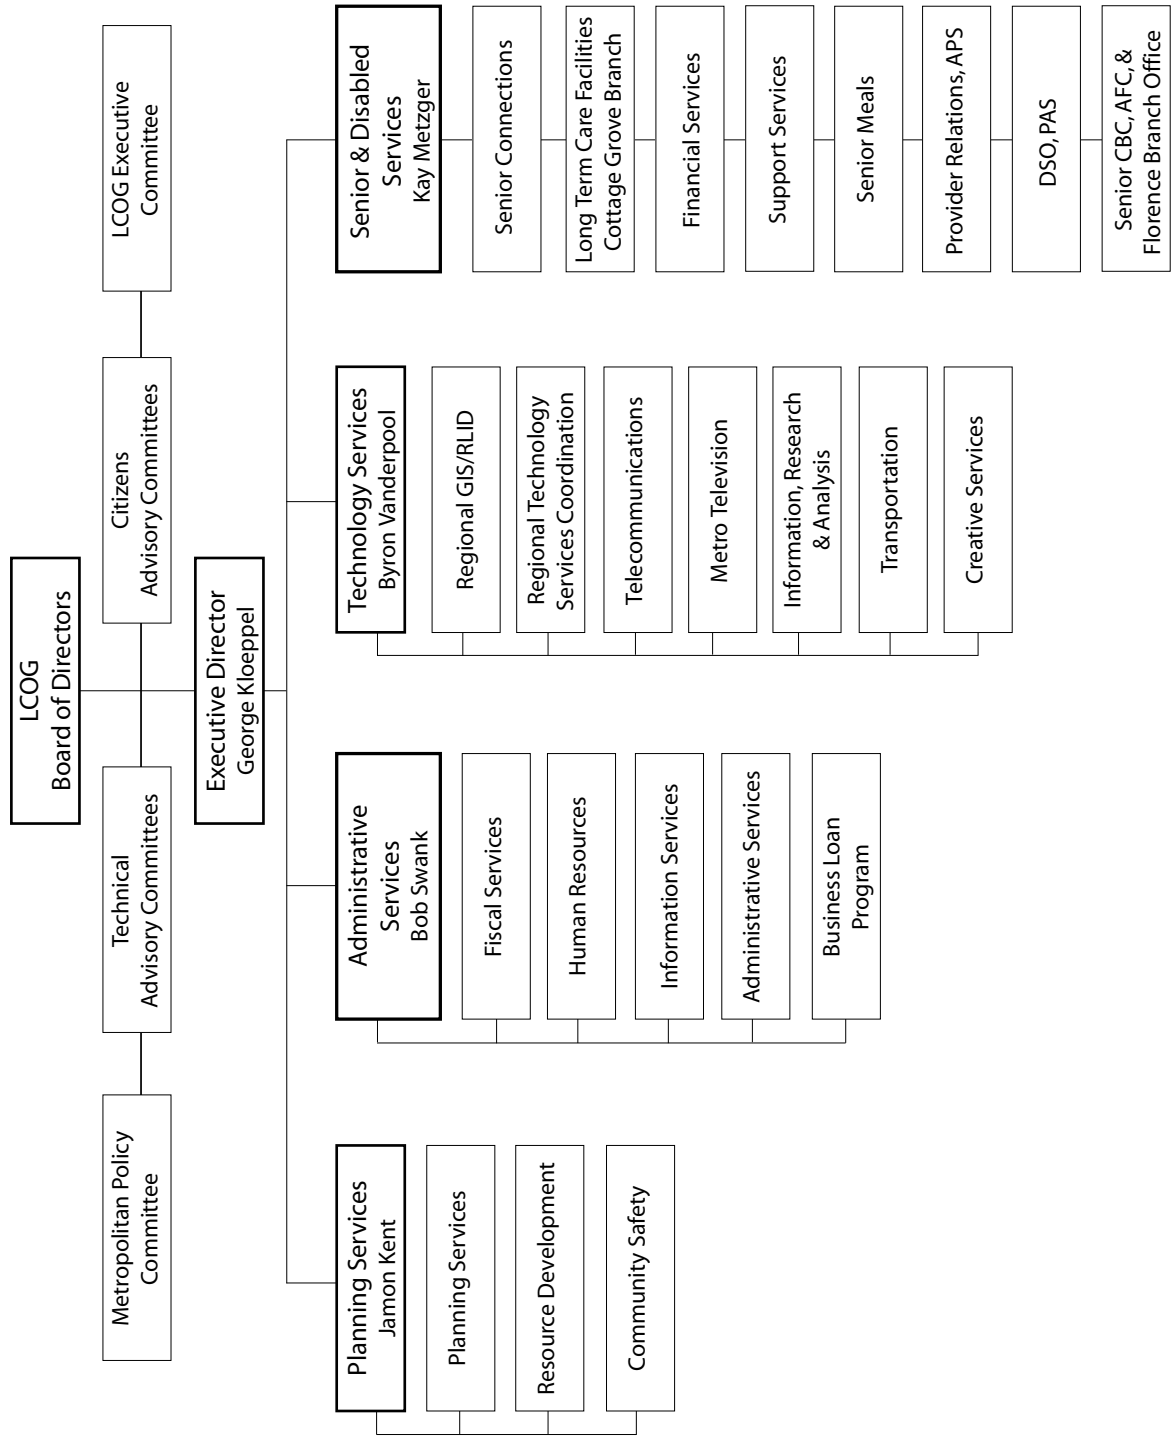 LCOG
Board of Directors
Metropolitan Policy
Committee
Technical
Advisory Committees
Citizens
Advisory Committees
LCOG Executive
Committee
Executive Director
George Kloeppel
Planning Services
Jamon Kent
Planning Services
Resource Development
Community Safety
Administrative
Services
Bob Swank
Fiscal Services
Human Resources
Information Services
Administrative Services
Business Loan
Program
Technology Services
Byron Vanderpool
Regional GIS/RLID
Regional Technology
Services Coordination
Telecommunications
Metro Television
Information, Research
& Analysis
Transportation
Creative Services
Senior & Disabled
Services
Kay Metzger
Senior Connections
Long Term Care Facilities
Cottage Grove Branch
Financial Services
Support Services
Senior Meals
Provider Relations, APS
DSO, PAS
Senior CBC, AFC, &
Florence Branch Office